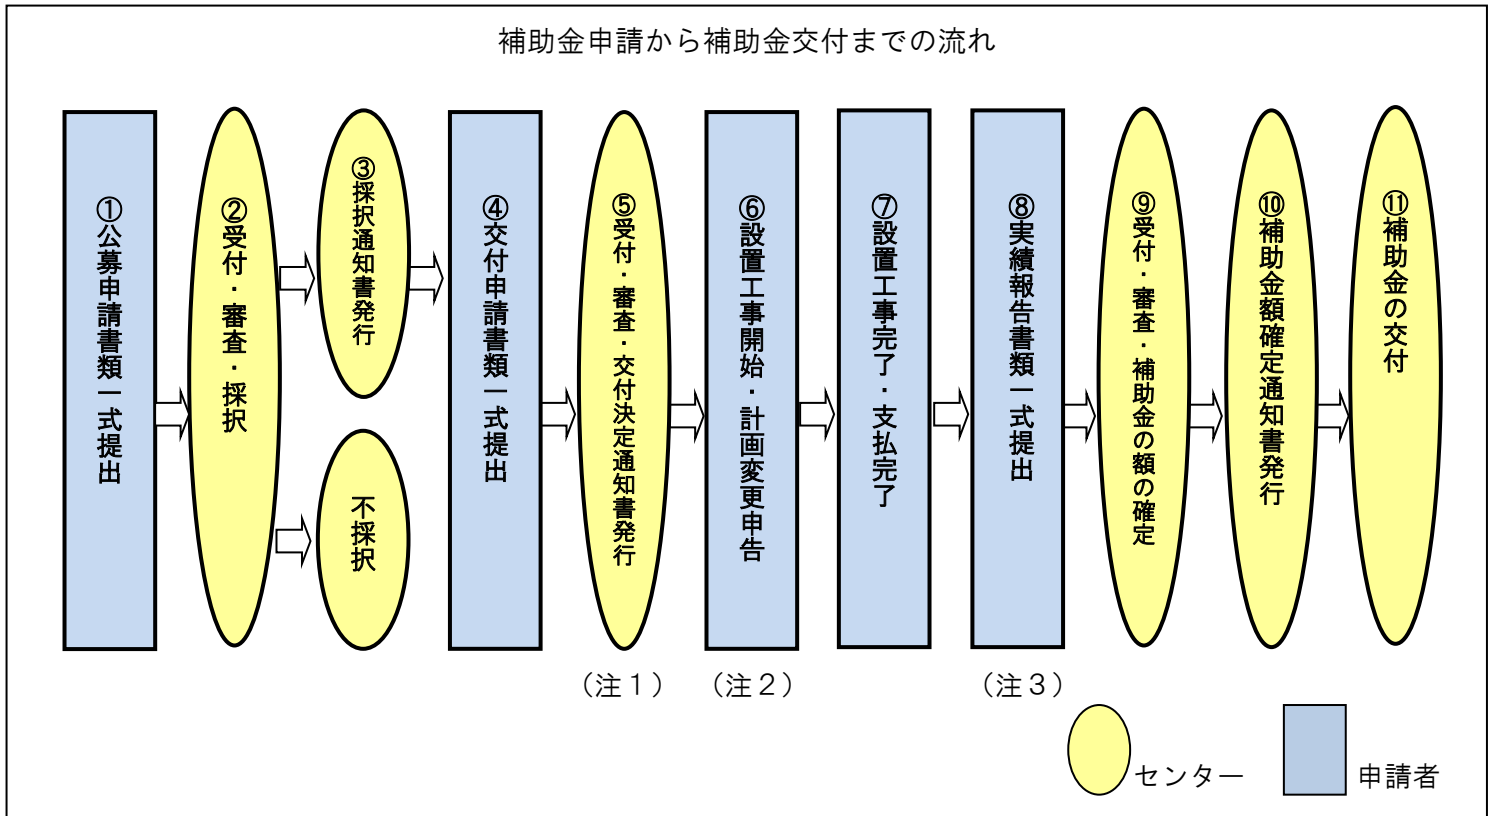 補助金申請から補助金交付までの流れ
①公募申請書類一式提出
②受付・審査・採択
③採択通知書発行
不採択
④交付申請書類一式提出
⑤受付・審査・交付決定通知書発行
⑥設置工事開始・計画変更申告
⑦設置工事完了・支払完了
⑧実績報告書類一式提出
⑨受付・審査・補助金の額の確定
⑩補助金額確定通知書発行
⑪補助金の交付
（注１）
（注２）
（注３）
センター
申請者